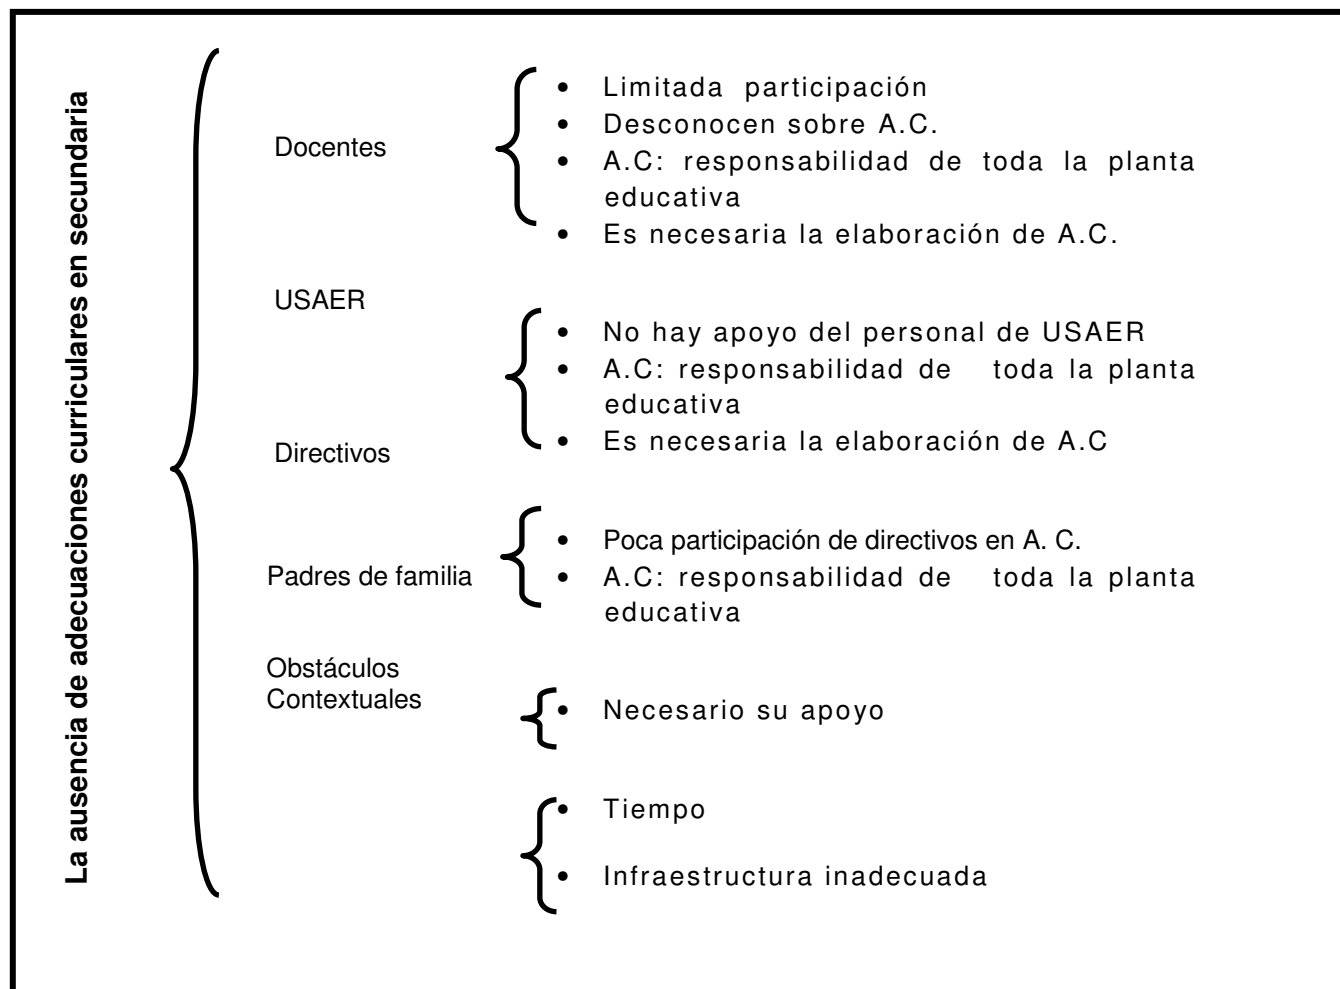 La ausencia de adecuaciones curriculares en secundaria
Docentes
• Limitada participación
• Desconocen sobre A.C.
• A.C: responsabilidad de toda la planta
educativa
• Es necesaria la elaboración de A.C.
USAER
• No hay apoyo del personal de USAER
• A.C: responsabilidad de toda la planta
educativa
• Es necesaria la elaboración de A.C
Directivos
• Poca participación de directivos en A. C.
• A.C: responsabilidad de toda la planta
educativa
Padres de familia
• Necesario su apoyo
Obstáculos
Contextuales
• Tiempo
• Infraestructura inadecuada